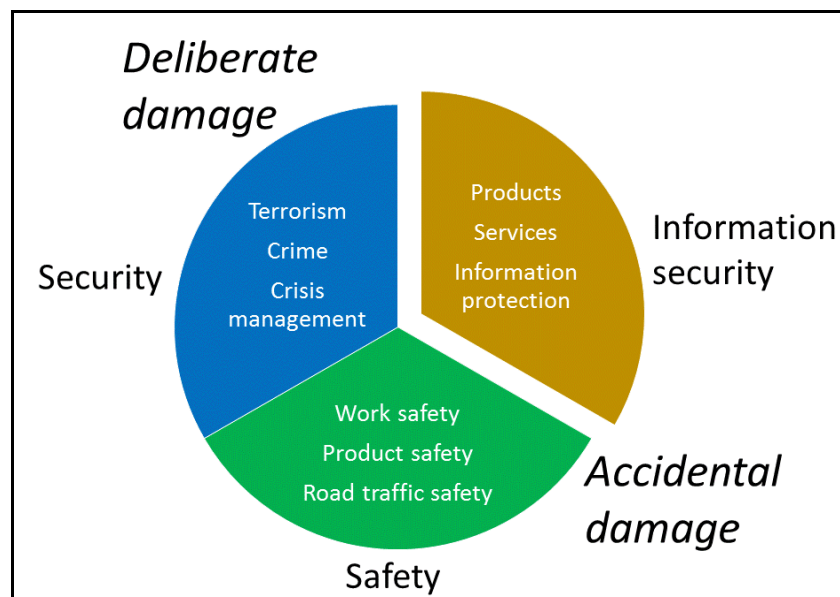 Deliberate
damage
Security
Terrorism
Crime
Crisis
management
Products
Services
Information
protection
Information
security
Work safety
Product safety
Road traffic safety
Accidental
damage
Safety